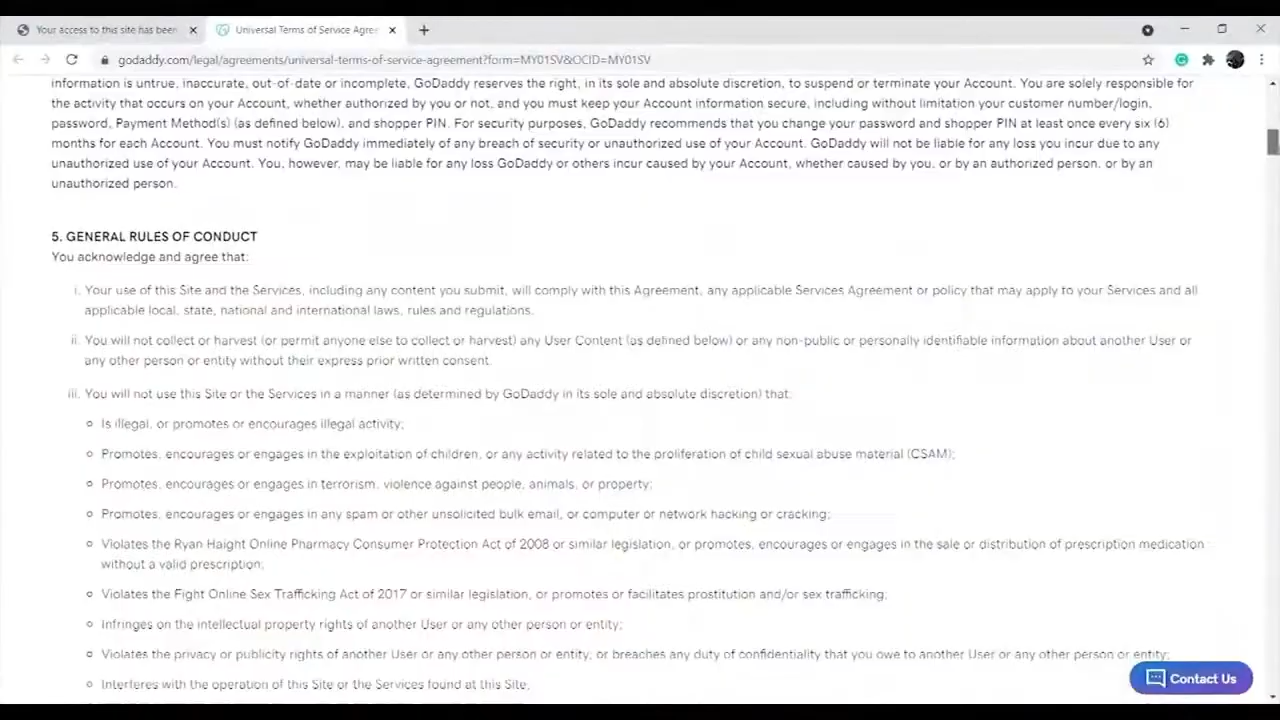 Your access to this site has been
Universal Terms of Service Agree
godaddy.com/legal/agreements/universal-terms-of-service-agreement?form=MY01SV&OCID=MY01SV
information is untrue, inaccurate, out-of-date or incomplete, GoDaddy reserves the right, in its sole and absolute discretion, to suspend or terminate your Account. You are solely responsible for
the activity that occurs on your Account, whether authorized by you or not, and you must keep your Account information secure, including without limitation your customer number/login,
password, Payment Method(s) (as defined below), and shopper PIN. For security purposes, GoDaddy recommends that you change your password and shopper PIN at least once every six (6)
months for each Account. You must notify GoDaddy immediately of any breach of security or unauthorized use of your Account. GoDaddy will not be liable for any loss you incur due to any
unauthorized use of your Account. You, however, may be liable for any loss GoDaddy or others incur caused by your Account, whether caused by you, or by an authorized person, or by an
unauthorized person.
5. GENERAL RULES OF CONDUCT
You acknowledge and agree that:
i. Your use of this Site and the Services, including any content you submit, will comply with this Agreement, any applicable Services Agreement or policy that may apply to your Services and all
applicable local, state, national and international laws, rules and regulations.
ii. You will not collect or harvest (or permit anyone else to collect or harvest) any User Content (as defined below) or any non-public or personally identifiable information about another User or
any other person or entity without their express prior written consent.
iii. You will not use this Site or the Services in a manner (as determined by GoDaddy in its sole and absolute discretion) that:
Is illegal, or promotes or encourages illegal activity;
Promotes, encourages or engages in the exploitation of children, or any activity related to the proliferation of child sexual abuse material (CSAM);
Promotes, encourages or engages in terrorism, violence against people, animals, or property;
Promotes, encourages or engages in any spam or other unsolicited bulk email, or computer or network hacking or cracking;
Violates the Ryan Haight Online Pharmacy Consumer Protection Act of 2008 or similar legislation, or promotes, encourages or engages in the sale or distribution of prescription medication
without a valid prescription;
Violates the Fight Online Sex Trafficking Act of 2017 or similar legislation, or promotes or facilitates prostitution and/or sex trafficking;
Infringes on the intellectual property rights of another User or any other person or entity;
Violates the privacy or publicity rights of another User or any other person or entity, or breaches any duty of confidentiality that you owe to another User or any other person or entity;
Interferes with the operation of this Site or the Services found at this Site;
Contact Us